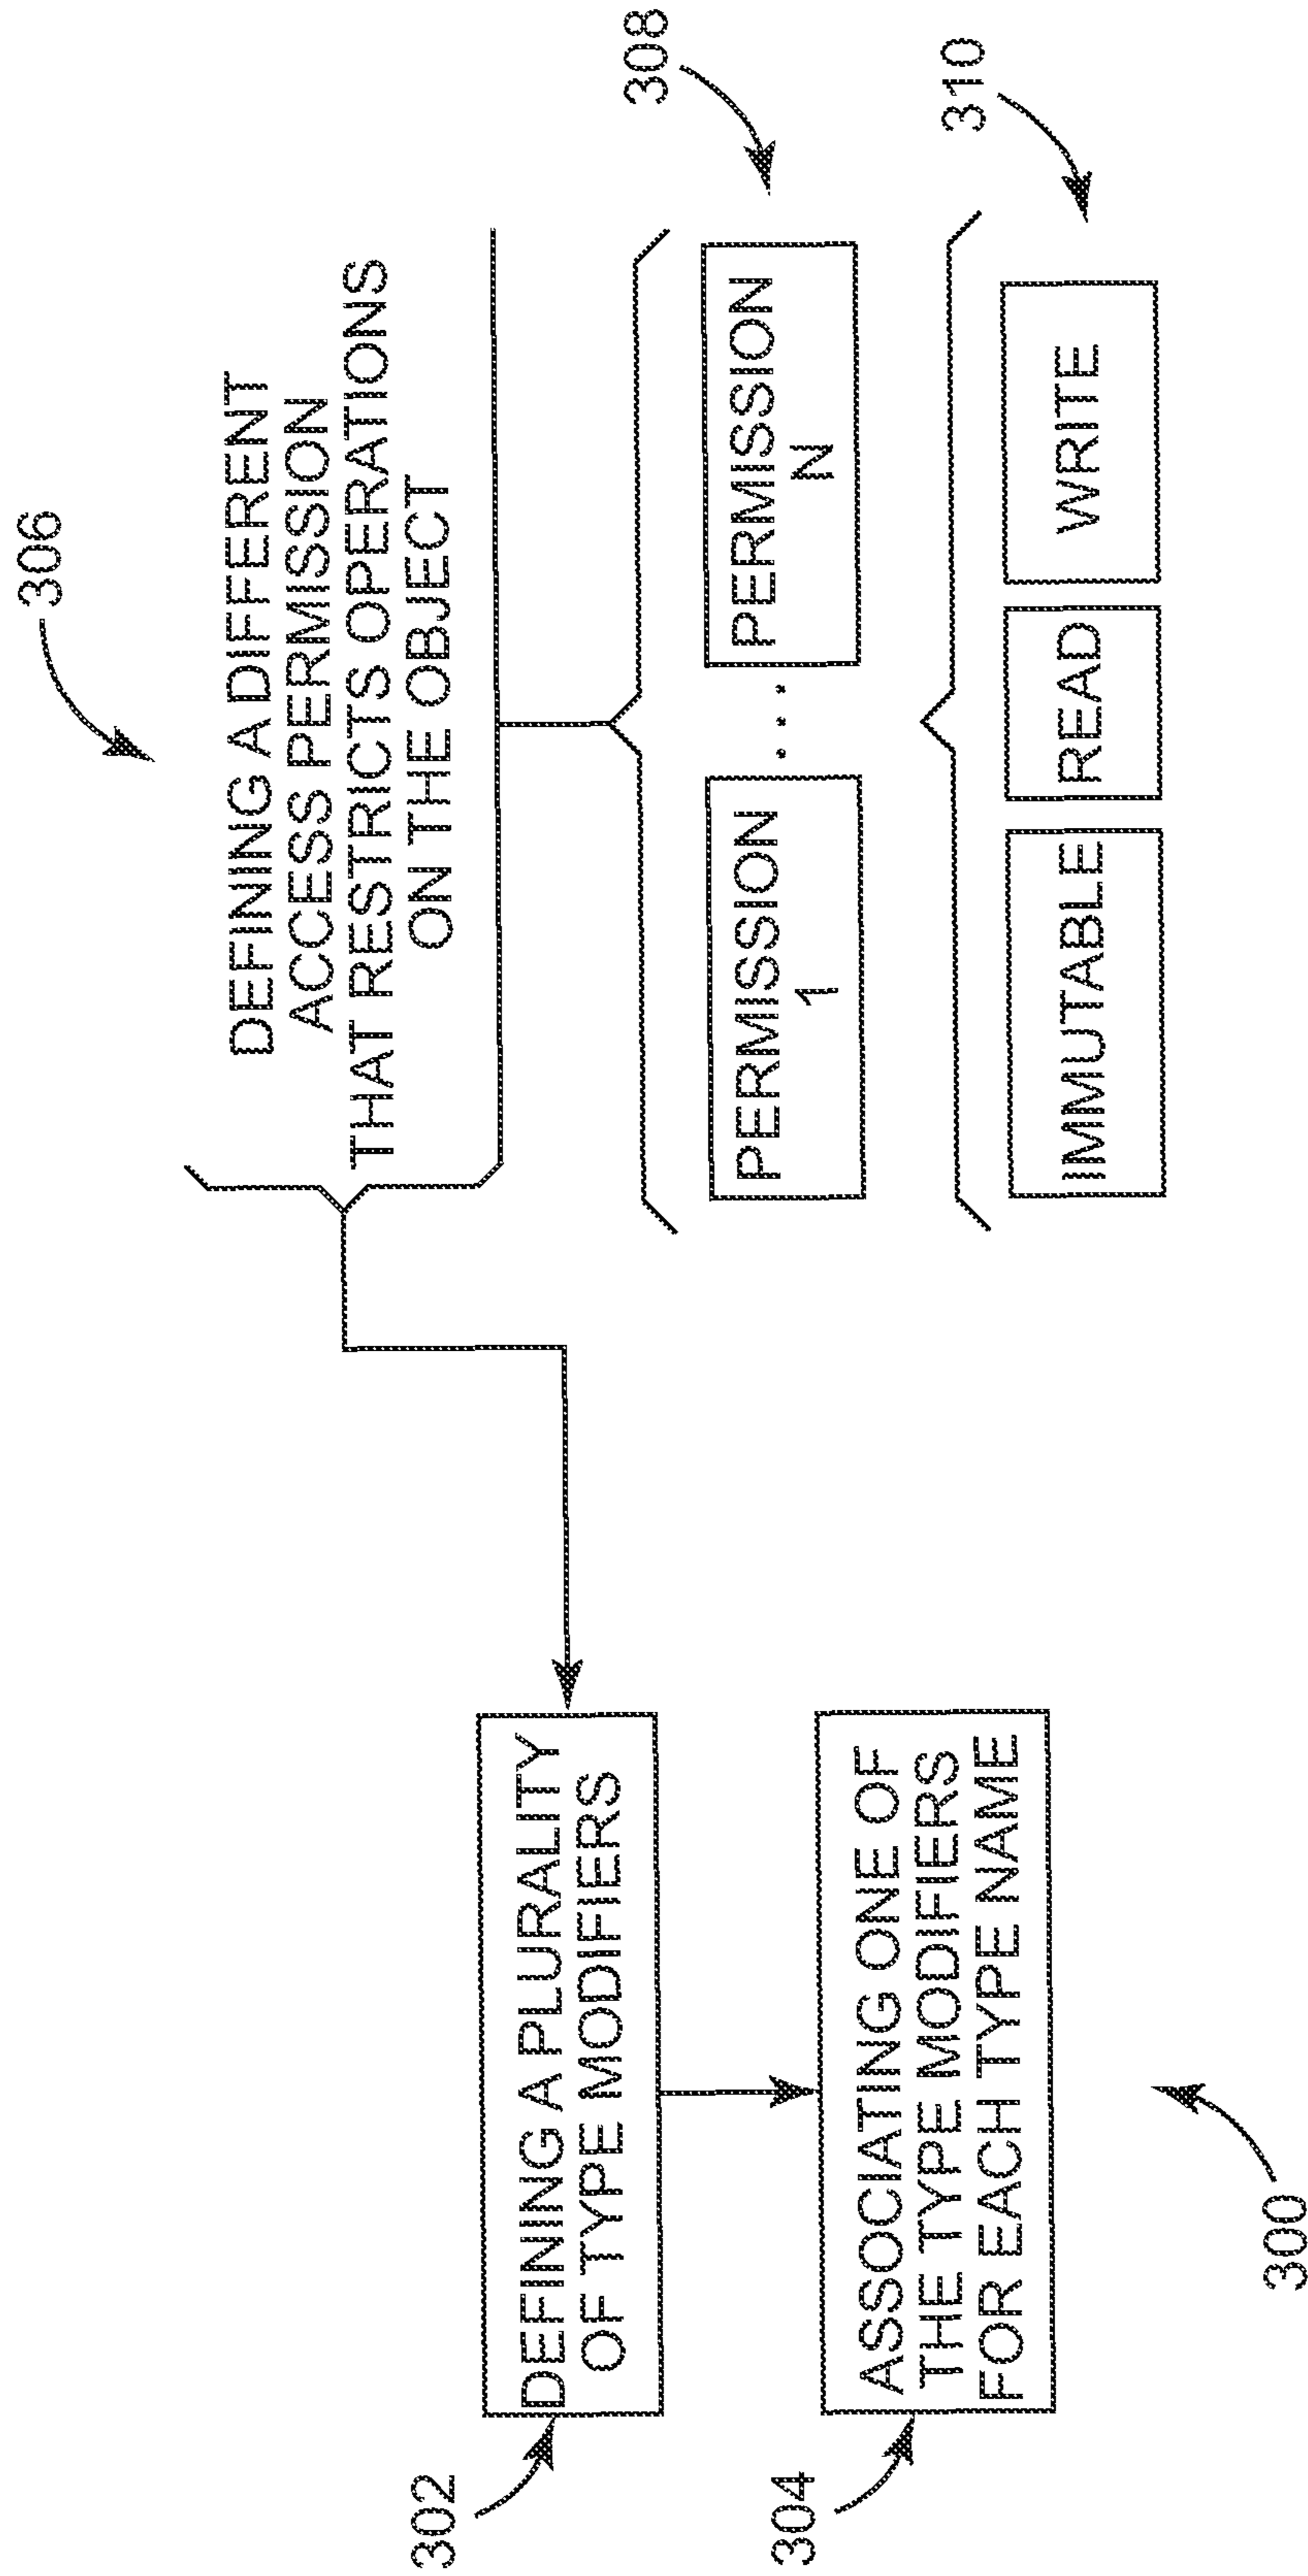 306
DEFINING A DIFFERENT
ACCESS PERMISSION
THAT RESTRICTS OPERATIONS
ON THE OBJECT
302
DEFINING A PLURALITY
OF TYPE MODIFIERS
308
PERMISSION
1
. . .
PERMISSION
N
304
ASSOCIATING ONE OF
THE TYPE MODIFIERS
FOR EACH TYPE NAME
310
IMMUTABLE
READ
WRITE
300